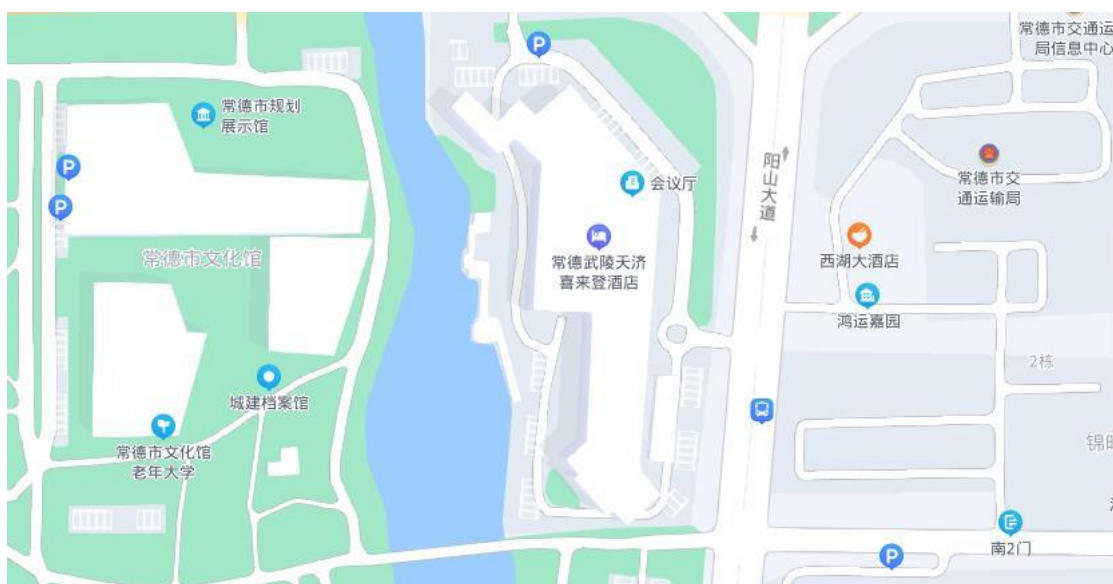 常德市交通运
局信息中心
P
常德市规划
展示馆
阳山大道
P
会议厅
常德市交
通运输局
P
常德市文化馆
常德武陵天济
喜来登酒店
西湖大酒店
鸿运嘉园
2栋
城建档案馆
常德市文化馆
老年大学
南2门
P